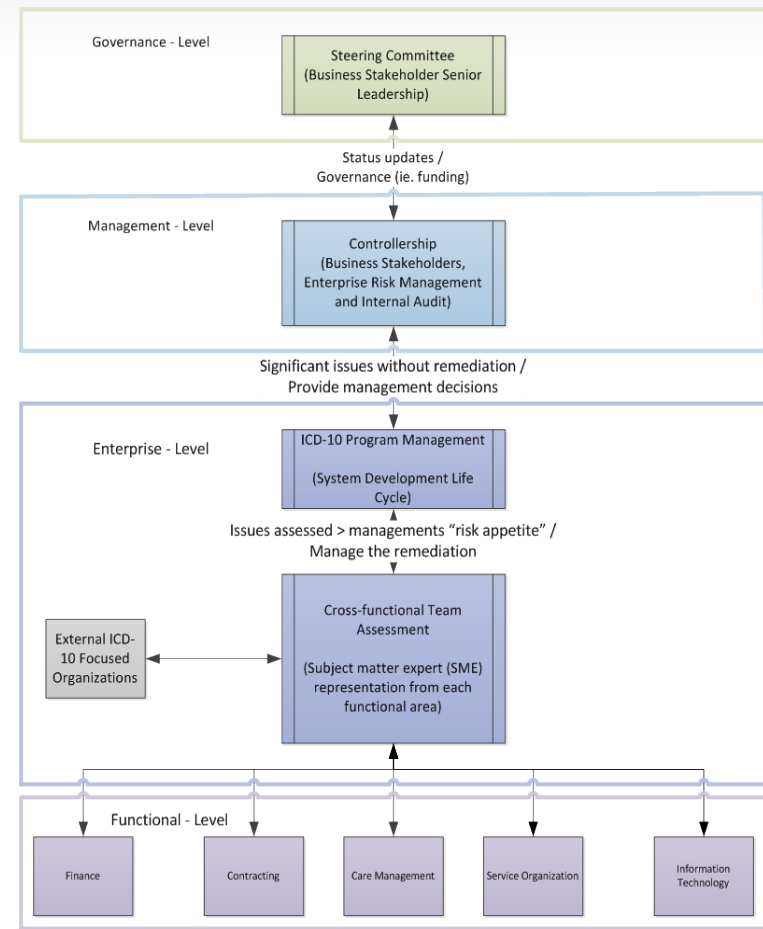 Governance - Level
Steering Committee
(Business Stakeholder Senior
Leadership)
Status updates /
Governance (ie. funding)
Management - Level
Controllership
(Business Stakeholders,
Enterprise Risk Management
and Internal Audit)
Significant issues without remediation /
Provide management decisions
Enterprise - Level
ICD-10 Program Management
(System Development Life
Cycle)
Issues assessed > managements “risk appetite” /
Manage the remediation
Cross-functional Team
Assessment
(Subject matter expert (SME)
representation from each
functional area)
External ICD-
10 Focused
Organizations
Functional - Level
Finance
Contracting
Care Management
Service Organization
Information
Technology